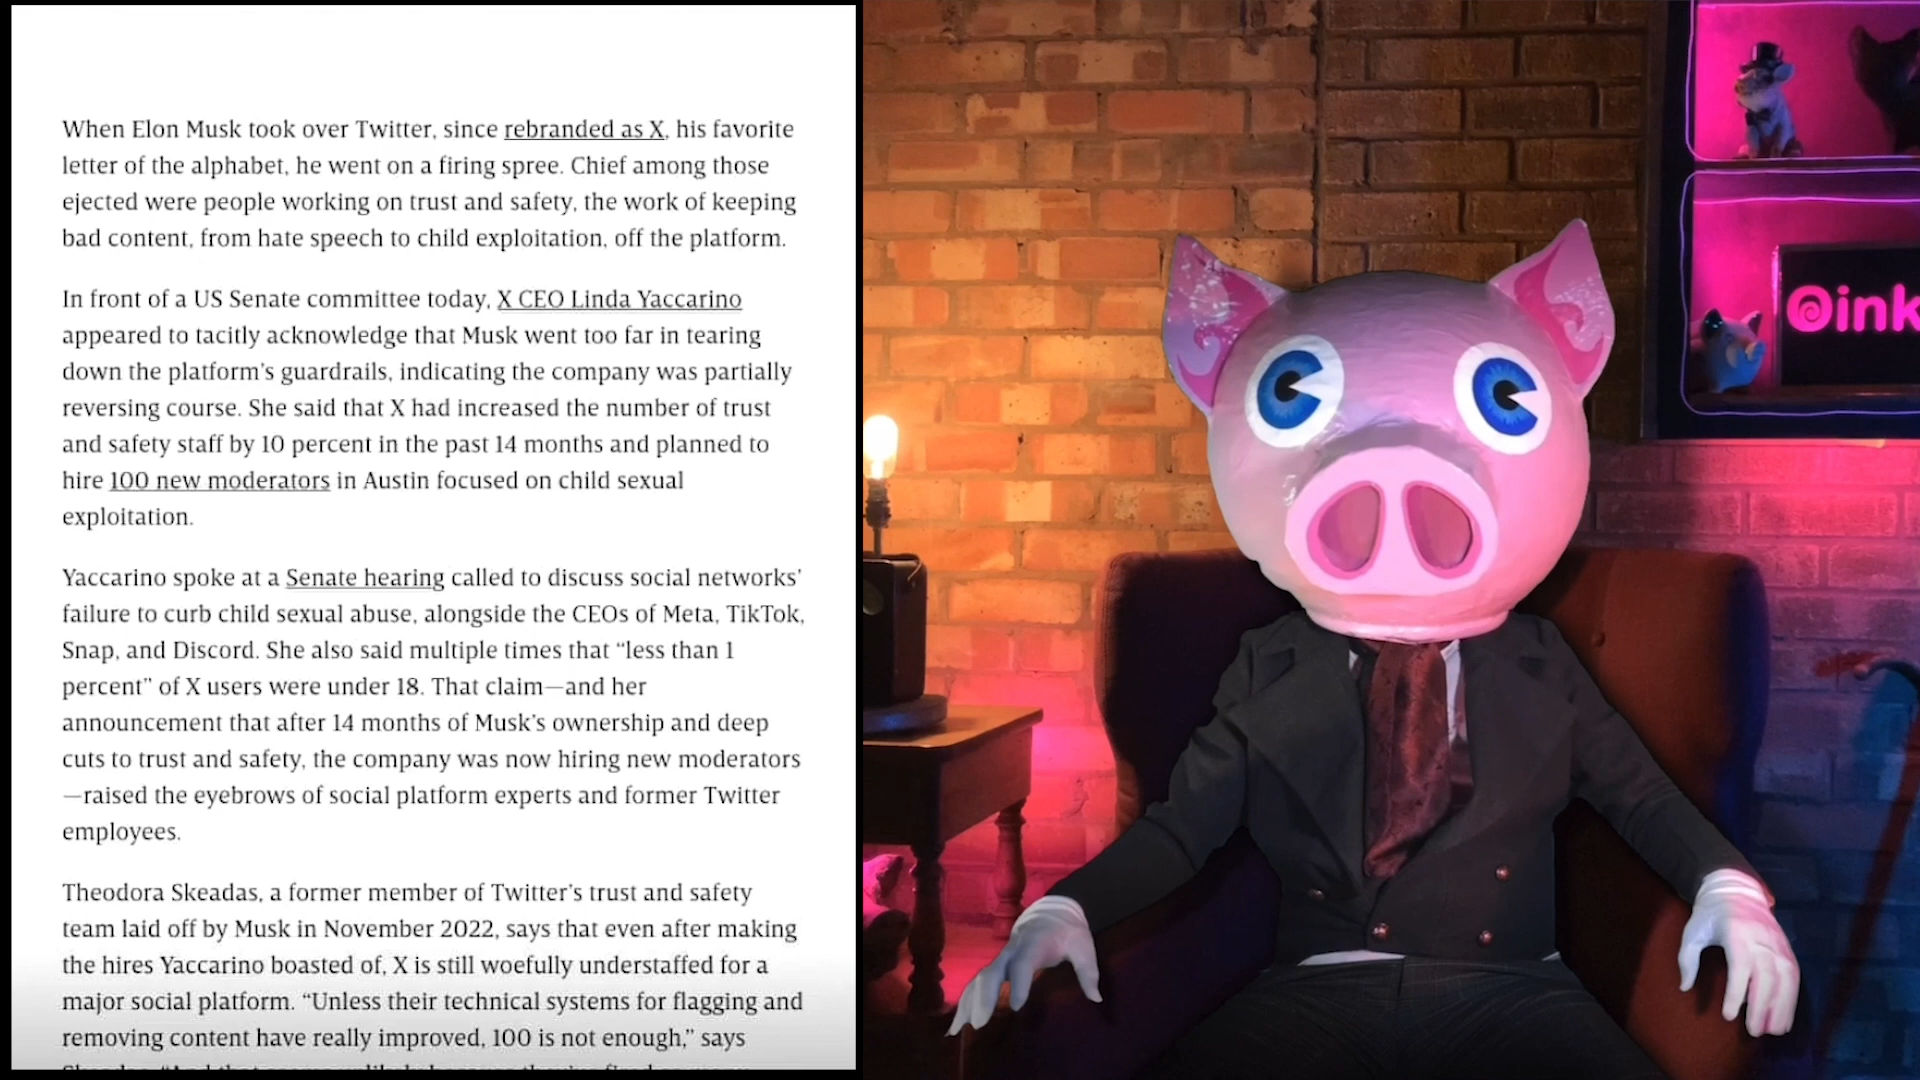 When Elon Musk took over Twitter, since rebranded as X, his favorite
letter of the alphabet, he went on a firing spree. Chief among those
ejected were people working on trust and safety, the work of keeping
bad content, from hate speech to child exploitation, off the platform.
In front of a US Senate committee today, X CEO Linda Yaccarino
appeared to tacitly acknowledge that Musk went too far in tearing
down the platform's guardrails, indicating the company was partially
reversing course. She said that X had increased the number of trust
and safety staff by 10 percent in the past 14 months and planned to
hire 100 new moderators in Austin focused on child sexual
exploitation.
Yaccarino spoke at a Senate hearing called to discuss social networks’
failure to curb child sexual abuse, alongside the CEOs of Meta, TikTok,
Snap, and Discord. She also said multiple times that “less than 1
percent” of X users were under 18. That claim—and her
announcement that after 14 months of Musk’s ownership and deep
cuts to trust and safety, the company was now hiring new moderators
—raised the eyebrows of social platform experts and former Twitter
employees.
Theodora Skeadas, a former member of Twitter’s trust and safety
team laid off by Musk in November 2022, says that even after making
the hires Yaccarino boasted of, X is still woefully understaffed for a
major social platform. “Unless their technical systems for flagging and
removing content have really improved, 100 is not enough,” says
Oink